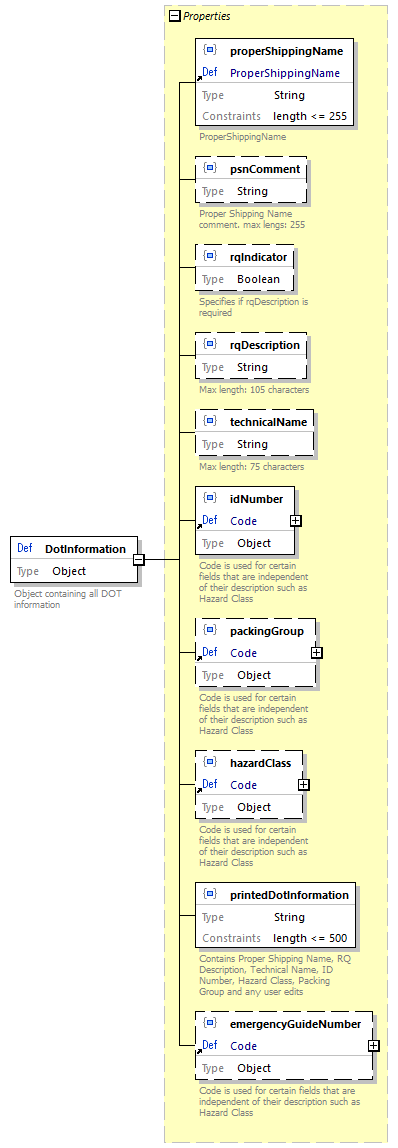 Properties
properShippingName
Def ProperShippingName
Type String
Constraints length <= 255
ProperShippingName
psnComment
Type String
Proper Shipping Name
comment, max lengs: 255
rqIndicator
Type Boolean
Specifies if rqDescription is
required
rqDescription
Type String
Max length: 105 characters
technicalName
Type String
Max length: 75 characters
idNumber
Def Code
Type Object
Code is used for certain
fields that are independent
of their description such as
Hazard Class
Def DotInformation
Type Object
Object containing all DOT
information
packingGroup
Def Code
Type Object
Code is used for certain
fields that are independent
of their description such as
Hazard Class
hazardClass
Def Code
Type Object
Code is used for certain
fields that are independent
of their description such as
Hazard Class
printedDotInformation
Type String
Constraints length <= 500
Contains Proper Shipping Name, RQ
Description, Technical Name, ID
Number, Hazard Class, Packing
Group and any user edits
emergencyGuideNumber
Def Code
Type Object
Code is used for certain fields that are
independent of their description such as
Hazard Class